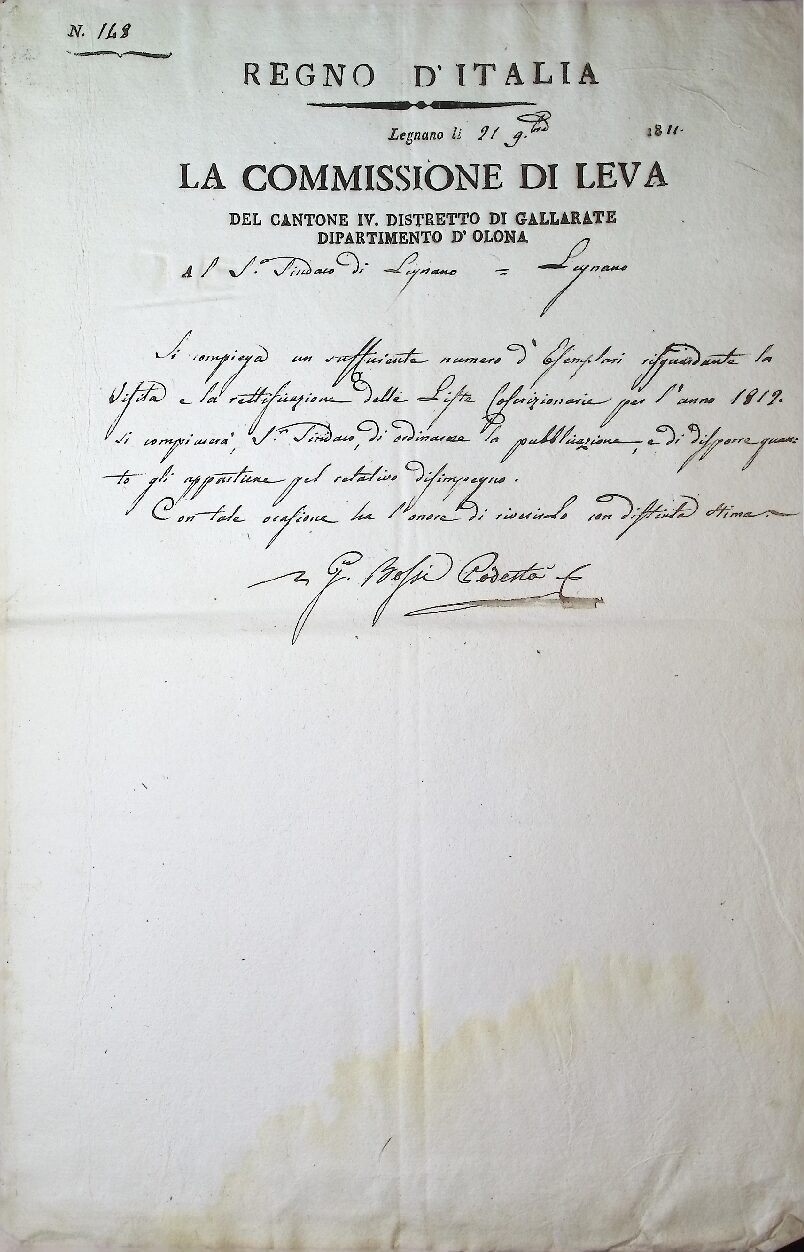 N. 148
REGNO D'ITALIA
Legnano li 21 9.bre 1811.
LA COMMISSIONE DI LEVA
DEL CANTONE IV. DISTRETTO DI GALLARATE
DIPARTIMENTO D'OLONA
Al S.r Sindaco di Legnano = Legnano
Si compiega un sufficiente numero d'Esemplari risguardante la
Visita e la rettificazione delle Liste Coscrizionarie per l'anno 1812.
Si compiacerà, S.r Sindaco, di ordinarne la pubblicazione, e di disporre quan-
to gli appartiene pel relativo disimpegno.
Con tale ocasione ha l'onore di riverirlo con distinta stima
G. Bossi Podestà